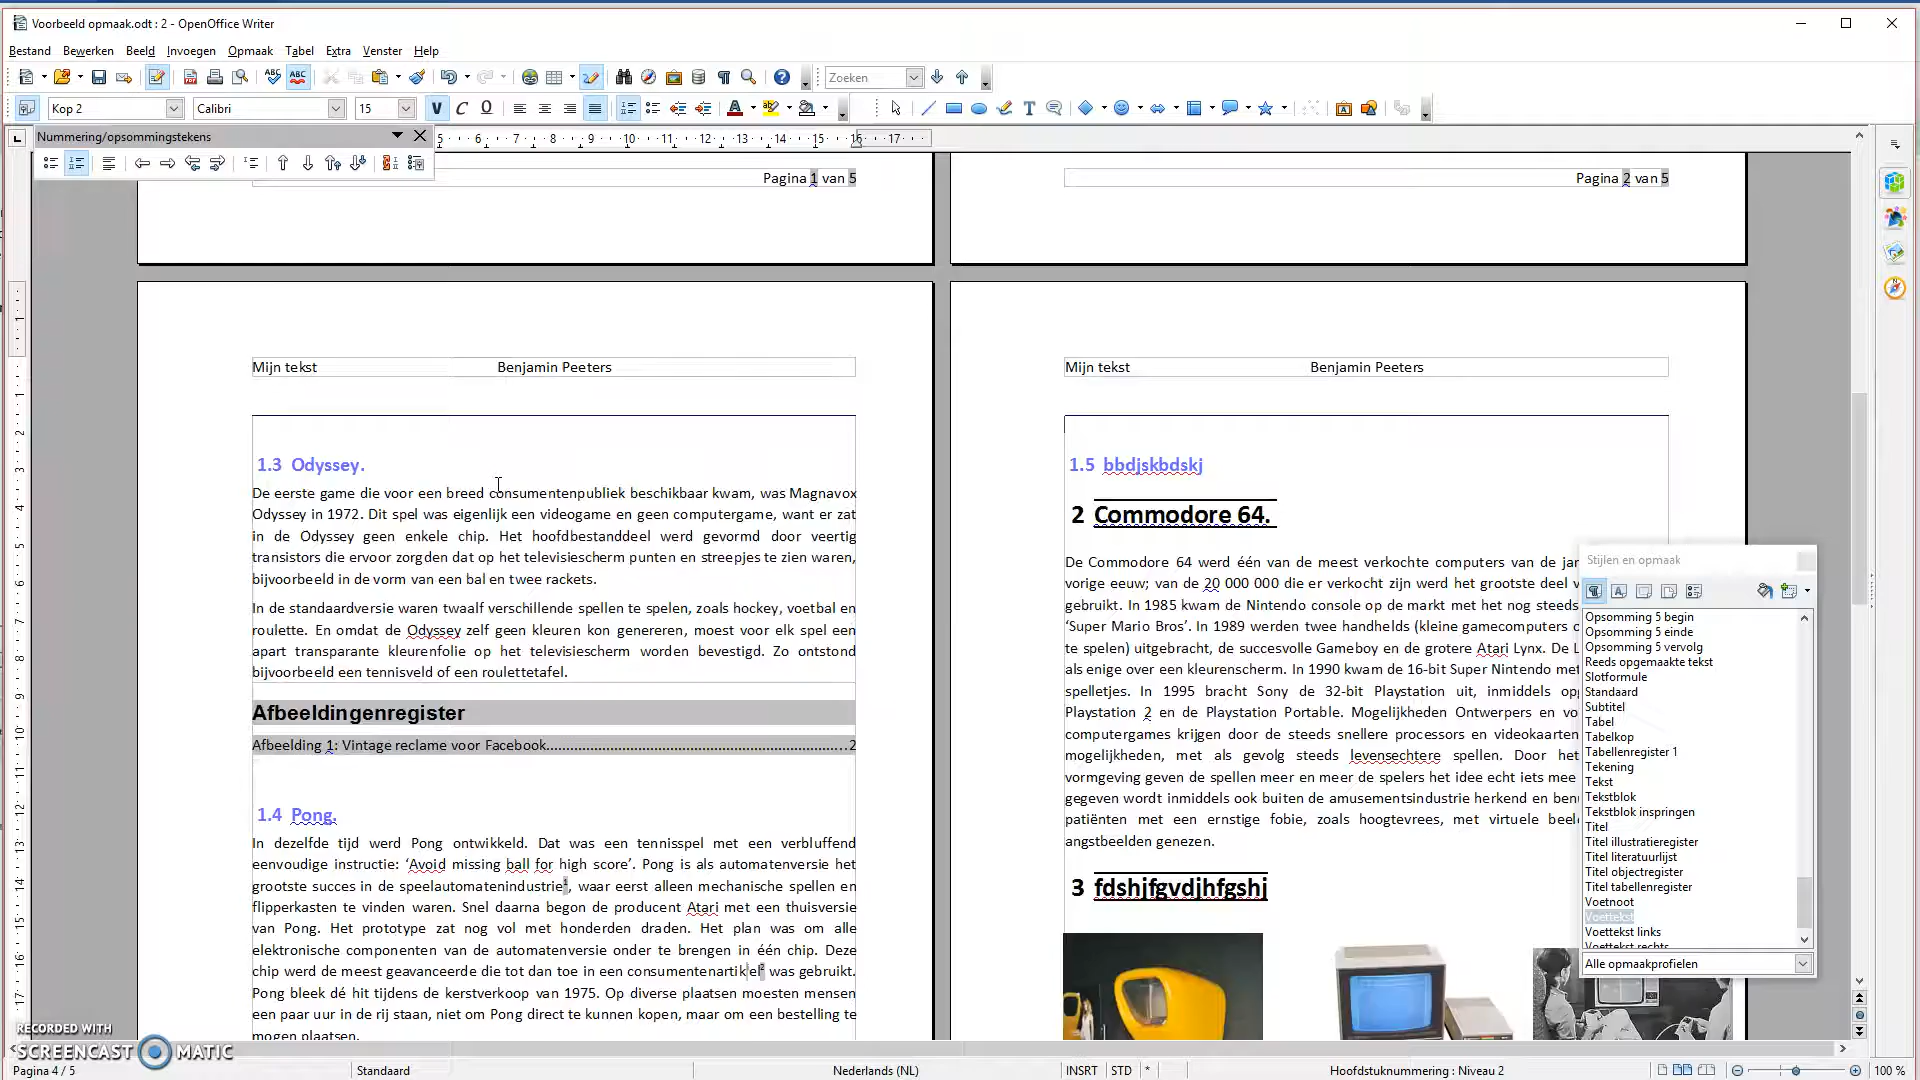 Voorbeeld opmaak.odt : 2 - OpenOffice Writer
Bestand Bewerken Beeld Invoegen Opmaak Tabel Extra Venster Help
Zoeken
Kop 2 Calibri 15
Nummering/opsommingstekens
5 6 7 8 9 10 11 12 13 14 15 16 17
Pagina 1 van 5
Pagina 2 van 5
Mijn tekst Benjamin Peeters
1.3 Odyssey.
De eerste game die voor een breed consumentenpubliek beschikbaar kwam, was Magnavox
Odyssey in 1972. Dit spel was eigenlijk een videogame en geen computergame, want er zat
in de Odyssey geen enkele chip. Het hoofdbestanddeel werd gevormd door veertig
transistors die ervoor zorgden dat op het televisiescherm punten en streepjes te zien waren,
bijvoorbeeld in de vorm van een bal en twee rackets.
In de standaardversie waren twaalf verschillende spellen te spelen, zoals hockey, voetbal en
roulette. En omdat de Odyssey zelf geen kleuren kon genereren, moest voor elk spel een
apart transparante kleurenfolie op het televisiescherm worden bevestigd. Zo ontstond
bijvoorbeeld een tennisveld of een roulettetafel.
Afbeeldingenregister
Afbeelding 1: Vintage reclame voor Facebook....................................................................2
1.4 Pong.
In dezelfde tijd werd Pong ontwikkeld. Dat was een tennisspel met een verbluffend
eenvoudige instructie: ‘Avoid missing ball for high score’. Pong is als automatenversie het
grootste succes in de speelautomatenindustrie1, waar eerst alleen mechanische spellen en
flipperkasten te vinden waren. Snel daarna begon de producent Atari met een thuisversie
van Pong. Het prototype zat nog vol met honderden draden. Het plan was om alle
elektronische componenten van de automatenversie onder te brengen in één chip. Deze
chip werd de meest geavanceerde die tot dan toe in een consumentenartikel2 was gebruikt.
Pong bleek dé hit tijdens de kerstverkoop van 1975. Op diverse plaatsen moesten mensen
een paar uur in de rij staan, niet om Pong direct te kunnen kopen, maar om een bestelling te
mogen plaatsen.
Mijn tekst Benjamin Peeters
1.5 bbdjskbdskj
2 Commodore 64.
De Commodore 64 werd één van de meest verkochte computers van de jar
vorige eeuw; van de 20 000 000 die er verkocht zijn werd het grootste deel v
gebruikt. In 1985 kwam de Nintendo console op de markt met het nog steeds
‘Super Mario Bros’. In 1989 werden twee handhelds (kleine gamecomputers o
te spelen) uitgebracht, de succesvolle Gameboy en de grotere Atari Lynx. De L
als enige over een kleurenscherm. In 1990 kwam de 16-bit Super Nintendo met
spelletjes. In 1995 bracht Sony de 32-bit Playstation uit, inmiddels opg
Playstation 2 en de Playstation Portable. Mogelijkheden Ontwerpers en vo
computergames krijgen door de steeds snellere processors en videokaarten
mogelijkheden, met als gevolg steeds levensechtere spellen. Door het
vormgeving geven de spellen meer en meer de spelers het idee echt iets mee
gegeven wordt inmiddels ook buiten de amusementsindustrie herkend en ben
patiënten met een ernstige fobie, zoals hoogtevrees, met virtuele beel
angstbeelden genezen.
3 fdshjfgvdjhfgshj
Stijlen en opmaak
Opsomming 5 begin
Opsomming 5 einde
Opsomming 5 vervolg
Reeds opgemaakte tekst
Slotformule
Standaard
Subtitel
Tabel
Tabelkop
Tabellenregister 1
Tekening
Tekst
Tekstblok
Tekstblok inspringen
Titel
Titel illustratieregister
Titel literatuurlijst
Titel objectregister
Titel tabellenregister
Voetnoot
Voettekst
Voettekst links
Voettekst rechts
Alle opmaakprofielen
RECORDED WITH
SCREENCAST MATIC
Pagina 4 / 5 Standaard Nederlands (NL) INSRT STD * Hoofdstuknummering : Niveau 2 100 %